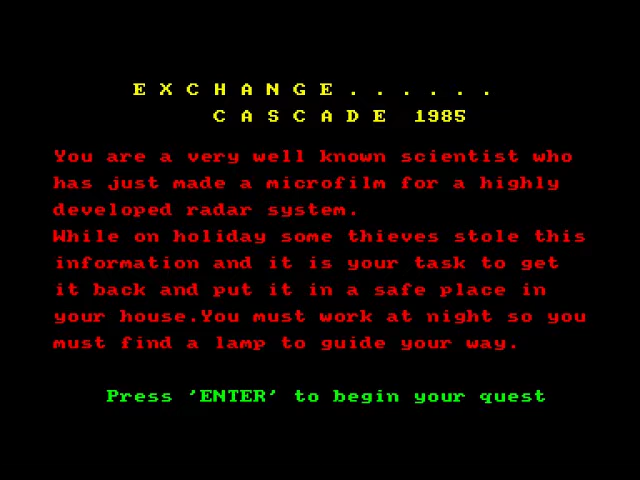 E X C H A N G E . . . . . .
C A S C A D E  1985
You are a very well known scientist who
has just made a microfilm for a highly
developed radar system.
While on holiday some thieves stole this
information and it is your task to get
it back and put it in a safe place in
your house.You must work at night so you
must find a lamp to guide your way.
Press 'ENTER' to begin your quest